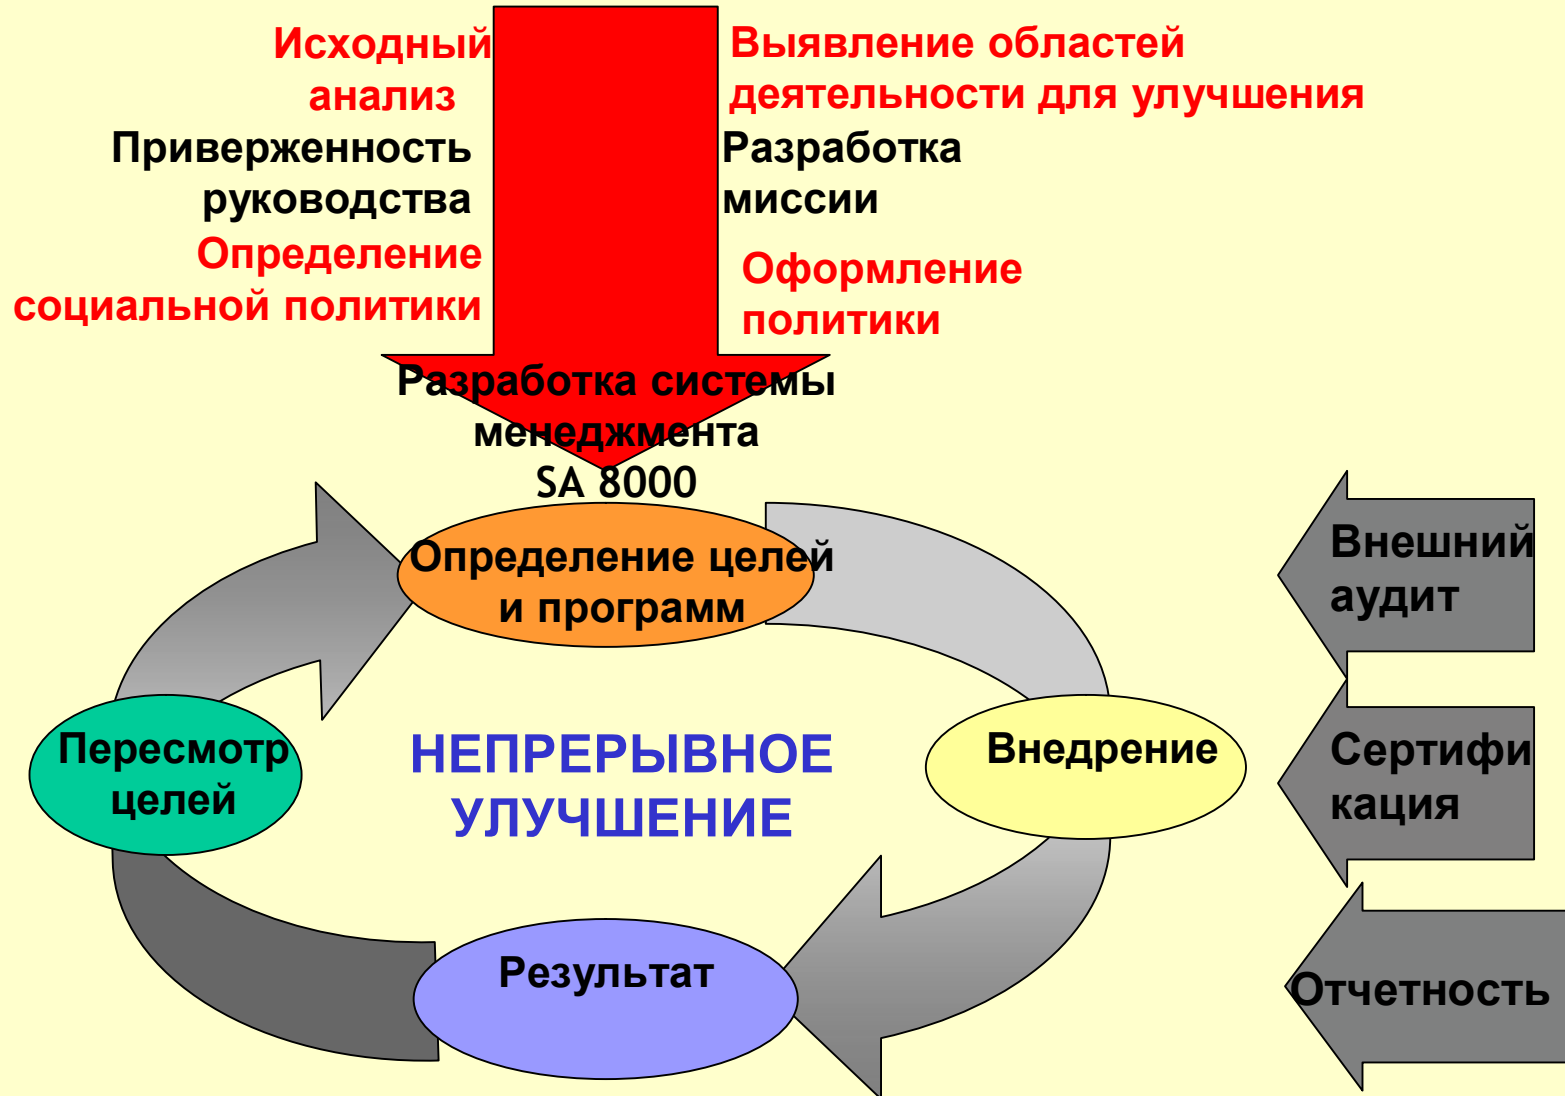 Исходный
анализ
Выявление областей
деятельности для улучшения
Приверженность
руководства
Разработка
миссии
Определение
социальной политики
Оформление
политики
Разработка системы
менеджмента
SA 8000
Определение целей
и программ
Внешний
аудит
Пересмотр
целей
НЕПРЕРЫВНОЕ
УЛУЧШЕНИЕ
Внедрение
Сертифи
кация
Результат
Отчетность